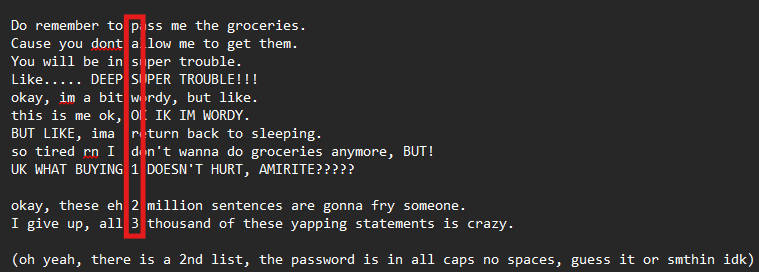 Do remember to pass me the groceries.
Cause you dont allow me to get them.
You will be in super trouble.
Like..... DEEP SUPER TROUBLE!!!
okay, im a bit wordy, but like.
this is me ok, OK IK IM WORDY.
BUT LIKE, ima return back to sleeping.
so tired rn I don't wanna do groceries anymore, BUT!
UK WHAT BUYING 1 DOESN'T HURT, AMIRITE?????
okay, these eh 2 million sentences are gonna fry someone.
I give up, all 3 thousand of these yapping statements is crazy.
(oh yeah, there is a 2nd list, the password is in all caps no spaces, guess it or smthin idk)